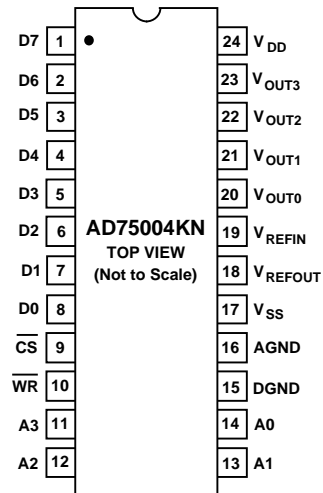 D7 1 24 VDD
D6 2 23 VOUT3
D5 3 22 VOUT2
D4 4 21 VOUT1
D3 5 20 VOUT0
D2 6 AD75004KN 19 VREFIN
TOP VIEW
D1 7 (Not to Scale) 18 VREFOUT
D0 8 17 VSS
C̅S̅ 9 16 AGND
W̅R̅ 10 15 DGND
A3 11 14 A0
A2 12 13 A1